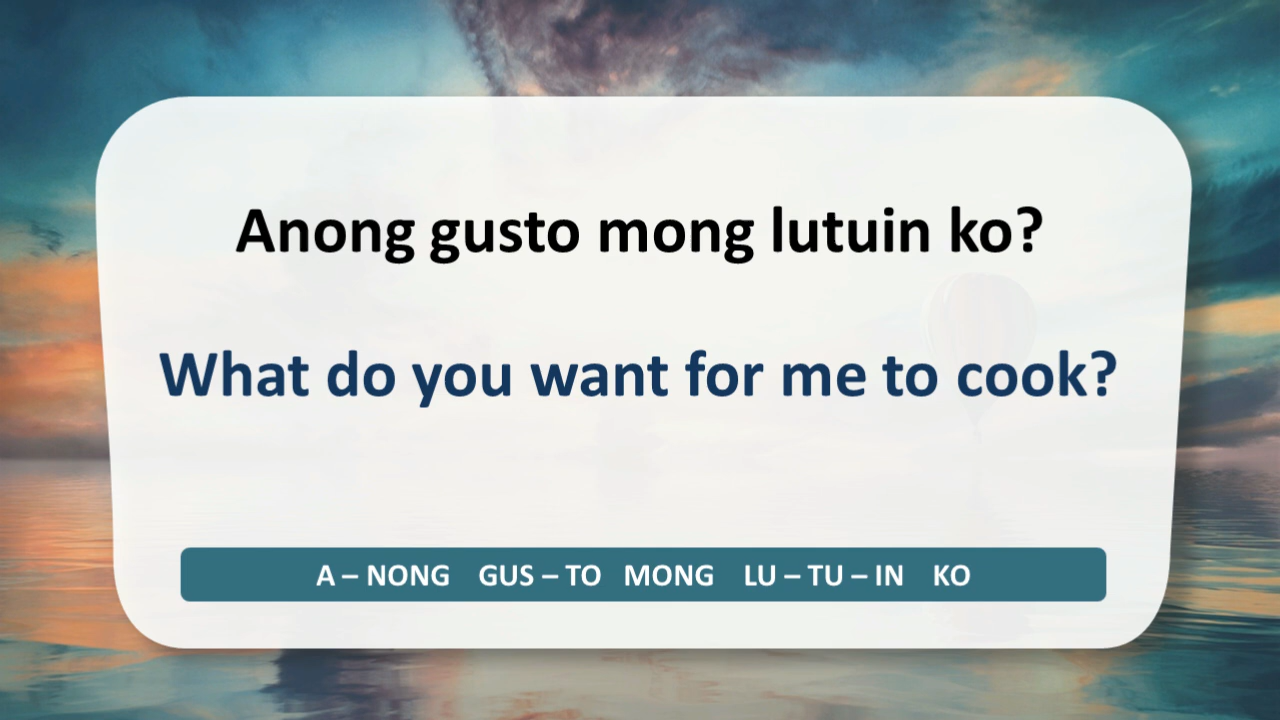 Anong gusto mong lutuin ko?
What do you want for me to cook?
A – NONG GUS – TO MONG LU – TU – IN KO